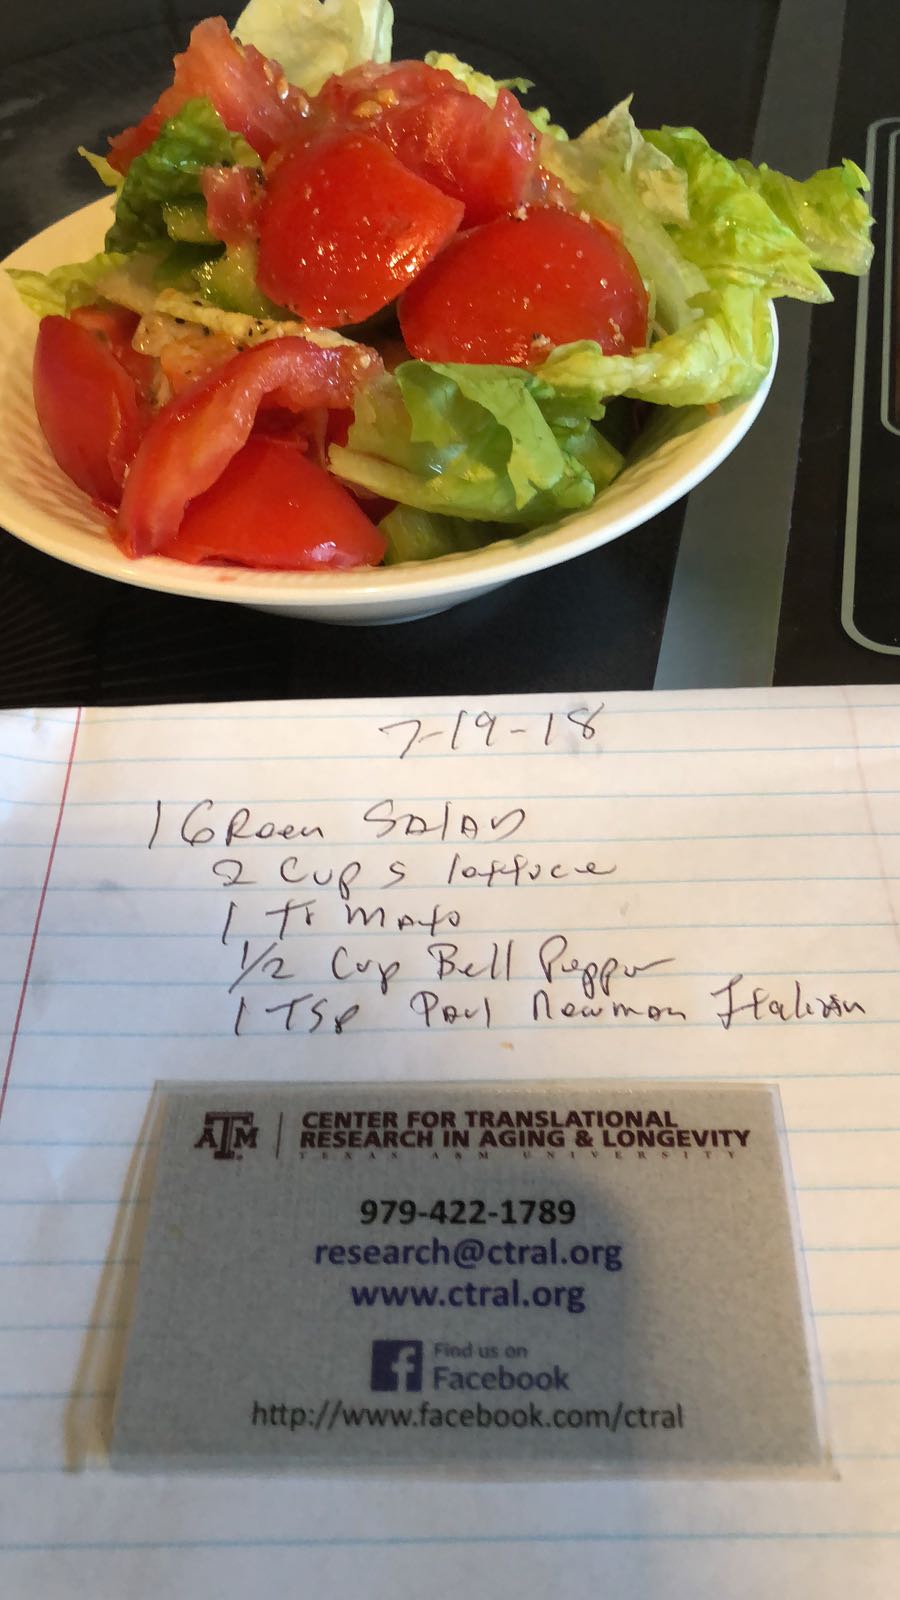 7-19-18
1 Green Salad
2 Cups lettuce
1 
1/2 Cup Bell Pepper
1 Tsp Paul Newman Italian
ATM
CENTER FOR TRANSLATIONAL
RESEARCH IN AGING & LONGEVITY
TEXAS A&M UNIVERSITY
979-422-1789
research@ctral.org
www.ctral.org
f Find us on
Facebook
http://www.facebook.com/ctral